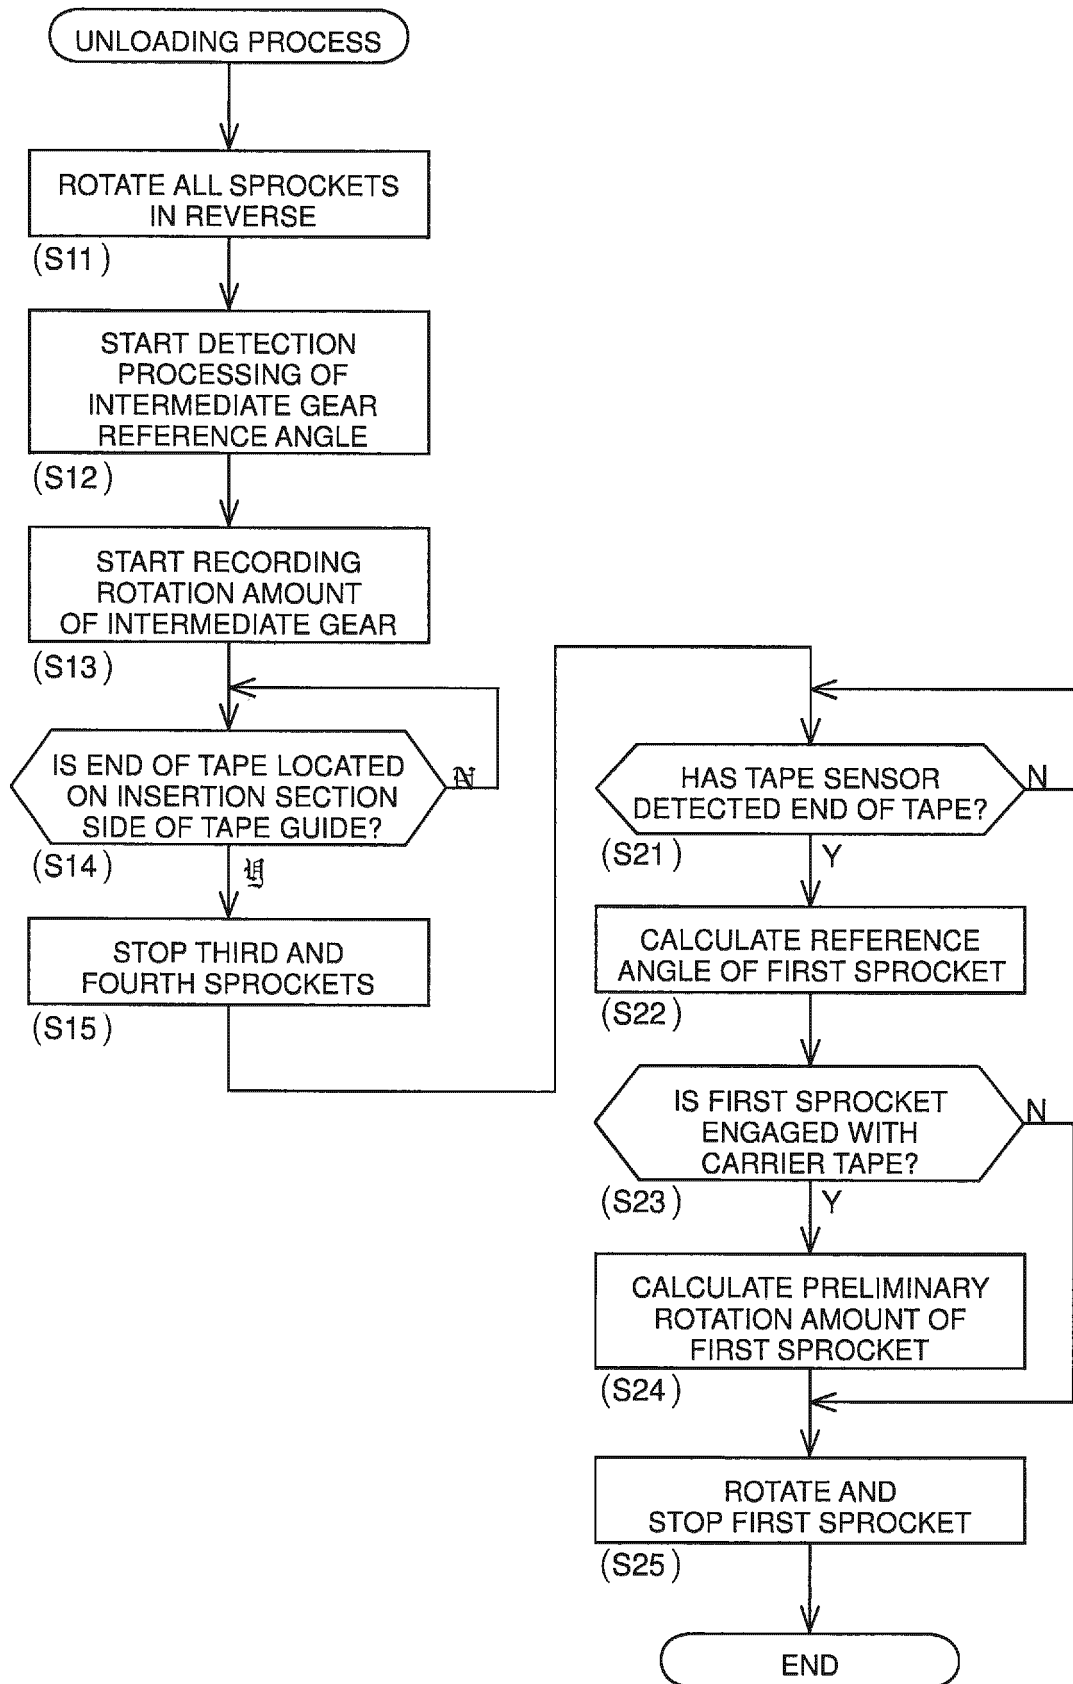 UNLOADING PROCESS
ROTATE ALL SPROCKETS
IN REVERSE
(S11)
START DETECTION
PROCESSING OF
INTERMEDIATE GEAR
REFERENCE ANGLE
(S12)
START RECORDING
ROTATION AMOUNT
OF INTERMEDIATE GEAR
(S13)
IS END OF TAPE LOCATED
ON INSERTION SECTION
SIDE OF TAPE GUIDE?
N
(S14)
Y
STOP THIRD AND
FOURTH SPROCKETS
(S15)
HAS TAPE SENSOR
DETECTED END OF TAPE?
N
(S21)
Y
CALCULATE REFERENCE
ANGLE OF FIRST SPROCKET
(S22)
IS FIRST SPROCKET
ENGAGED WITH
CARRIER TAPE?
N
(S23)
Y
CALCULATE PRELIMINARY
ROTATION AMOUNT OF
FIRST SPROCKET
(S24)
ROTATE AND
STOP FIRST SPROCKET
(S25)
END